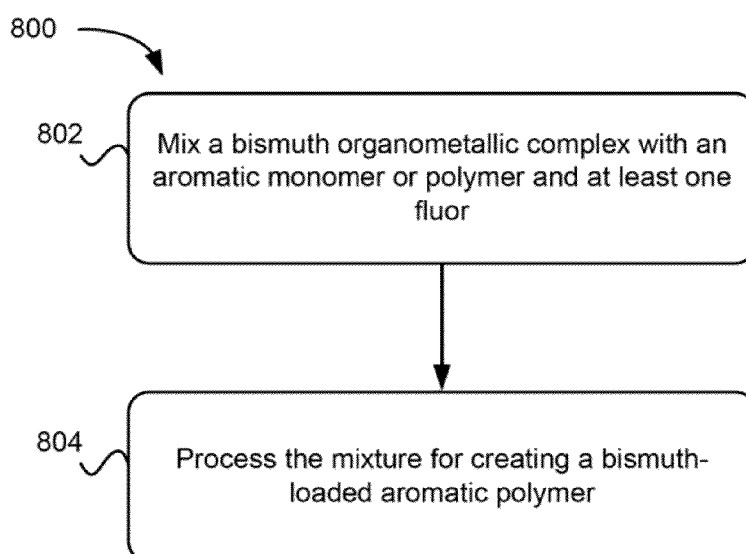 800
802
Mix a bismuth organometallic complex with an
aromatic monomer or polymer and at least one
fluor
804
Process the mixture for creating a bismuth-
loaded aromatic polymer